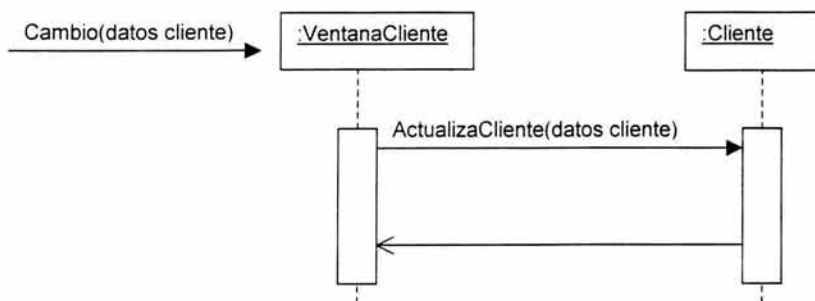 Cambio(datos cliente)
:VentanaCliente
:Cliente
ActualizaCliente(datos cliente)